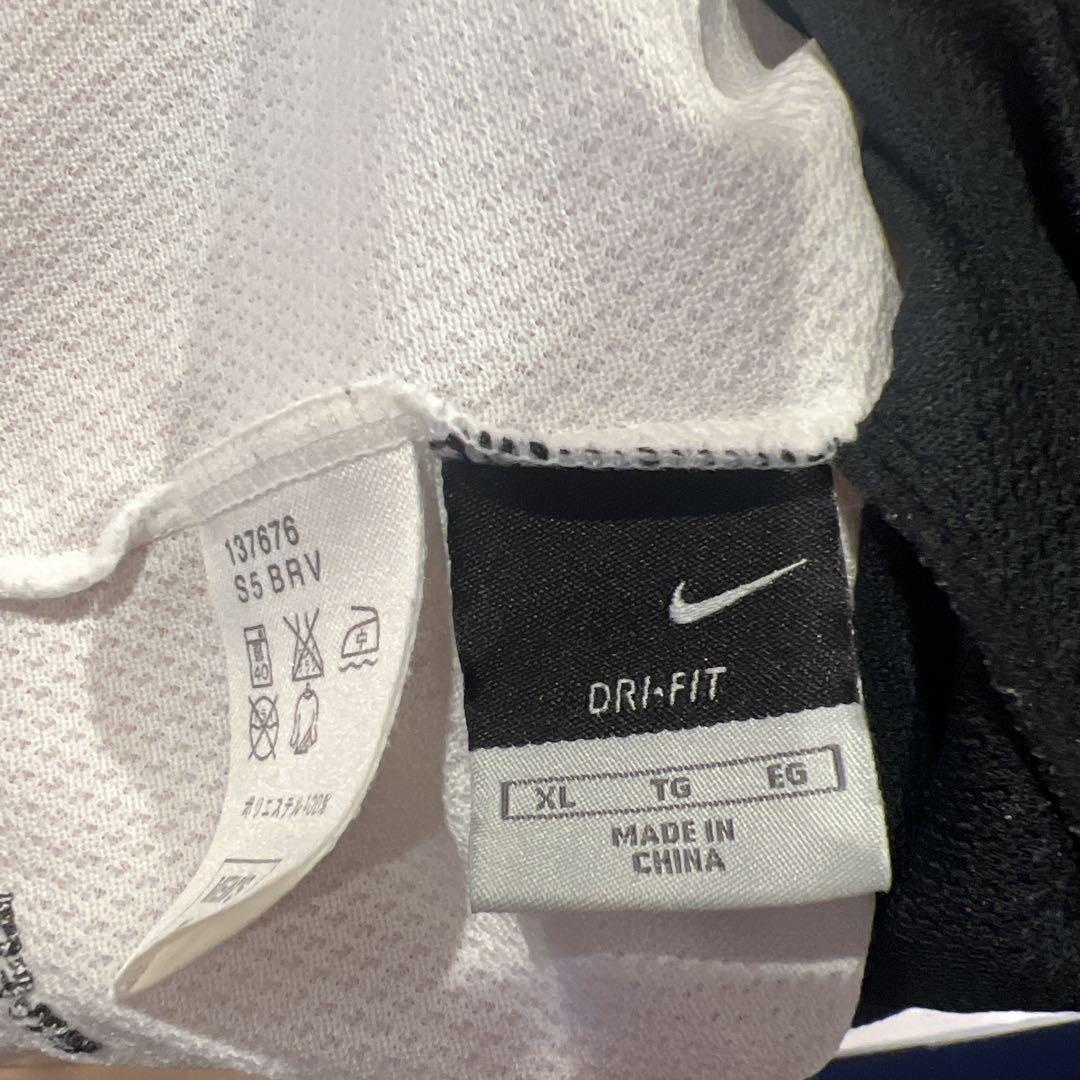 137676
S5 BRV
40
ポリエステル100%
DRI-FIT
XL TG EG
MADE IN
CHINA